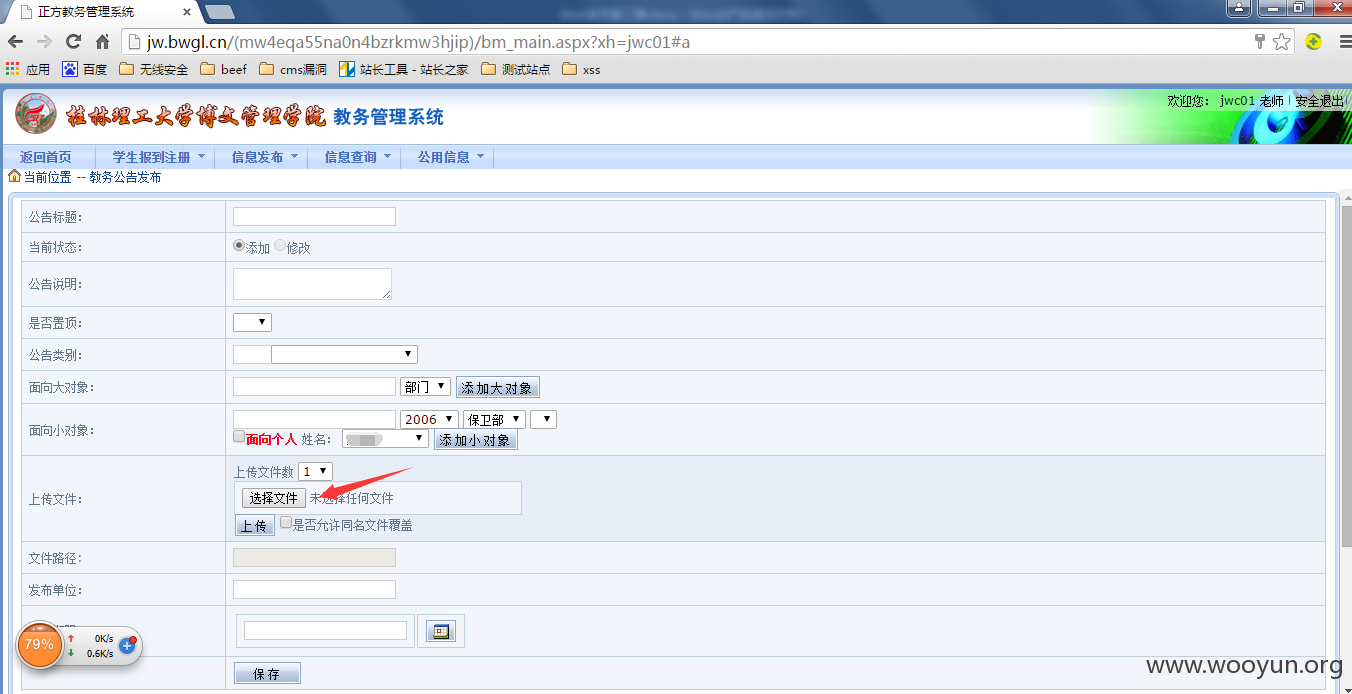 正方教务管理系统
jw.bwgl.cn/(mw4eqa55na0n4bzrkmw3hjip)/bm_main.aspx?xh=jwc01#a
应用 百度 无线安全 beef cms漏洞 站长工具 - 站长之家 测试站点 xss
欢迎您： jwc01 老师 | 安全退出
桂林理工大学博文管理学院 教务管理系统
返回首页 学生报到注册 信息发布 信息查询 公用信息
当前位置 -- 教务公告发布
公告标题：
当前状态： 添加 修改
公告说明：
是否置顶：
公告类别：
面向大对象： 部门 添加大对象
面向小对象： 2006 保卫部
面向个人 姓名： 添加小对象
上传文件数 1
上传文件： 选择文件 未选择任何文件
上传 是否允许同名文件覆盖
文件路径：
发布单位：
79% 0K/s
0.6K/s
保存
www.wooyun.org